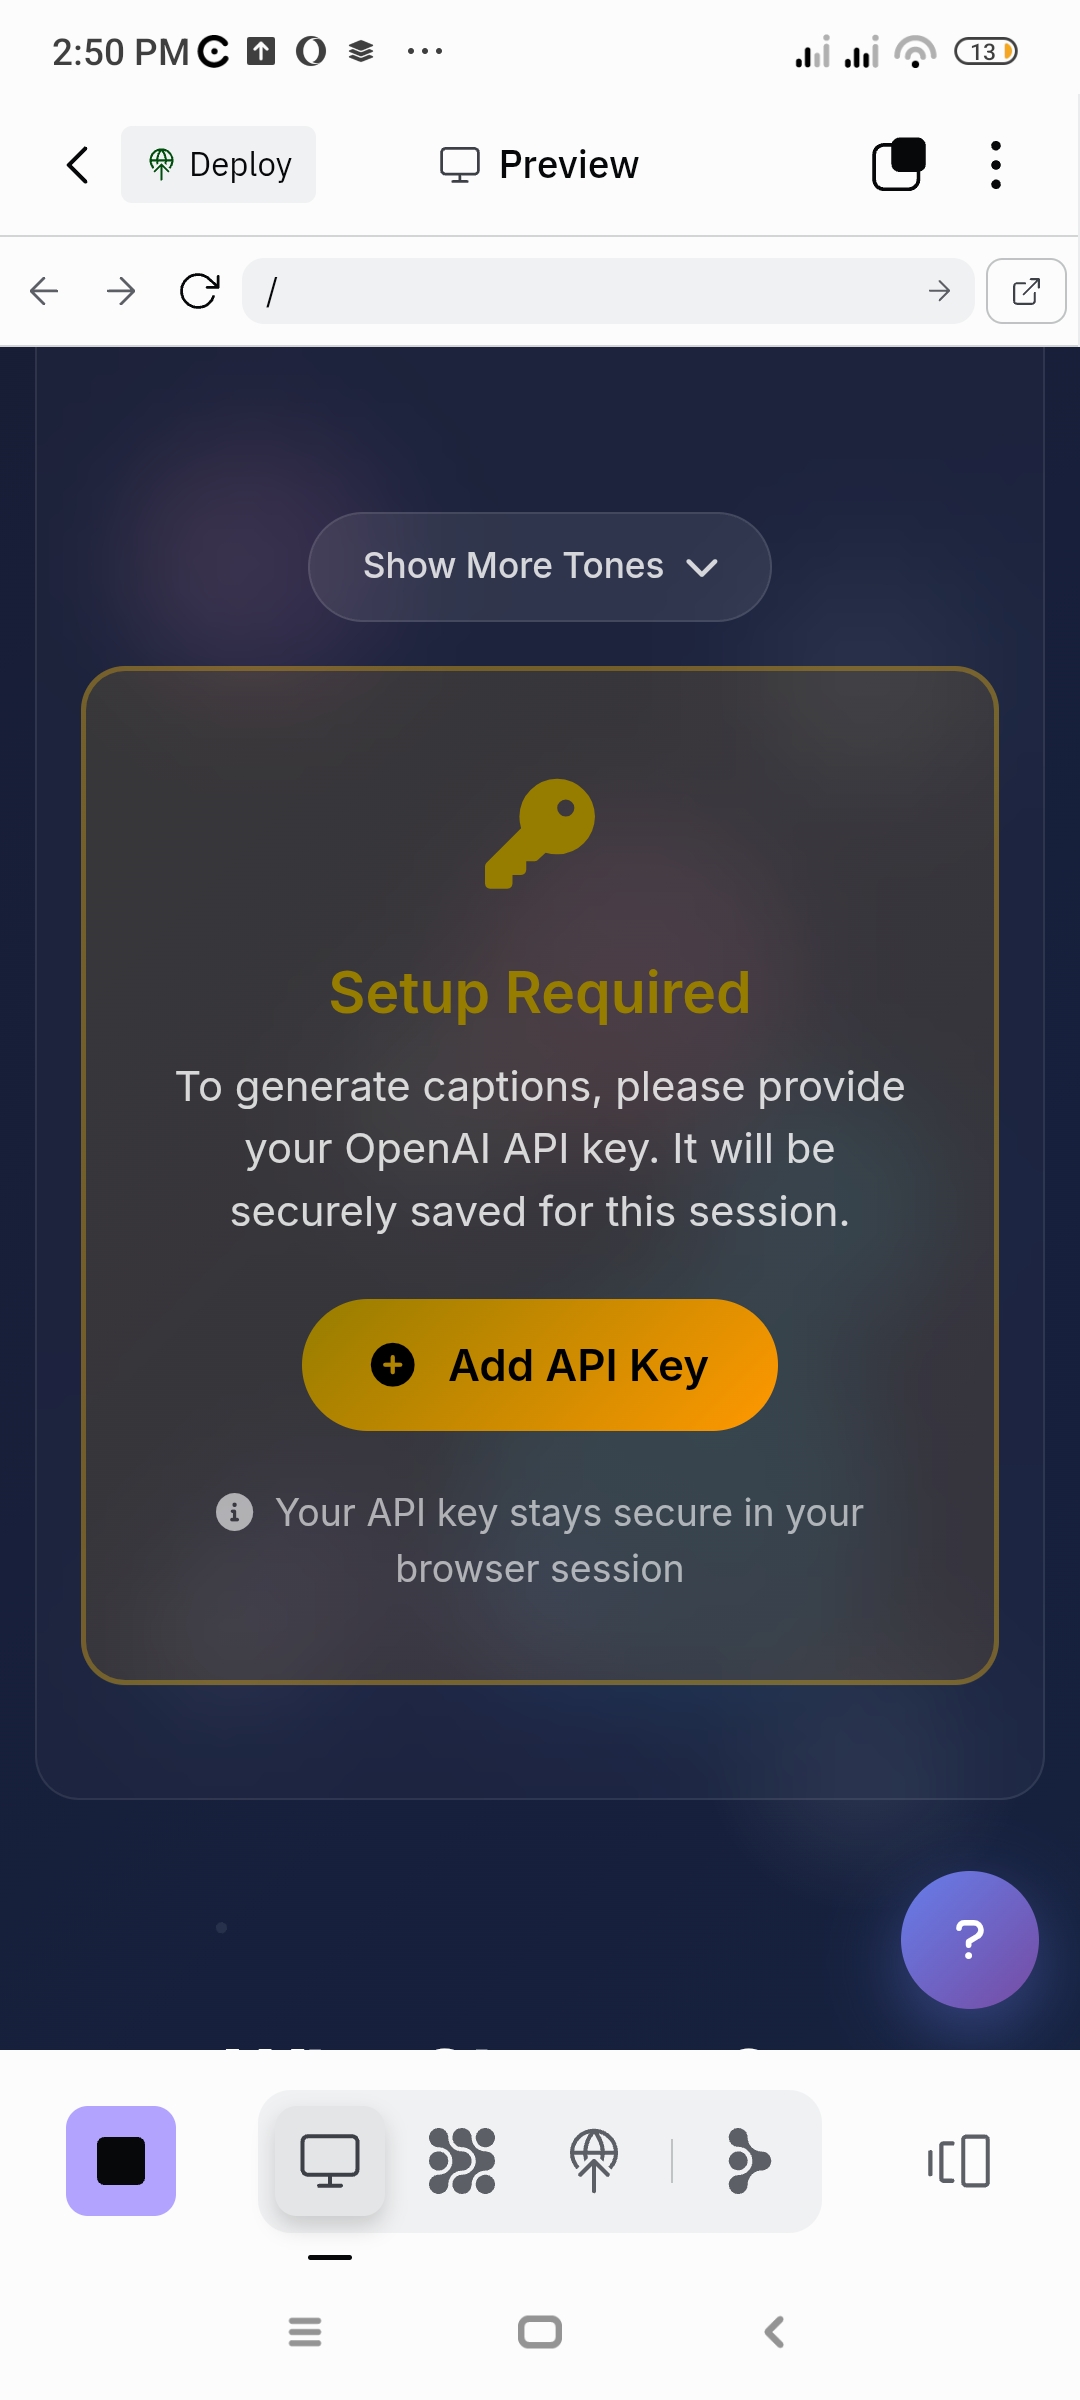 2:50 PM
13
Deploy
Preview
/
Show More Tones
Setup Required
To generate captions, please provide
your OpenAI API key. It will be
securely saved for this session.
Add API Key
Your API key stays secure in your
browser session
?